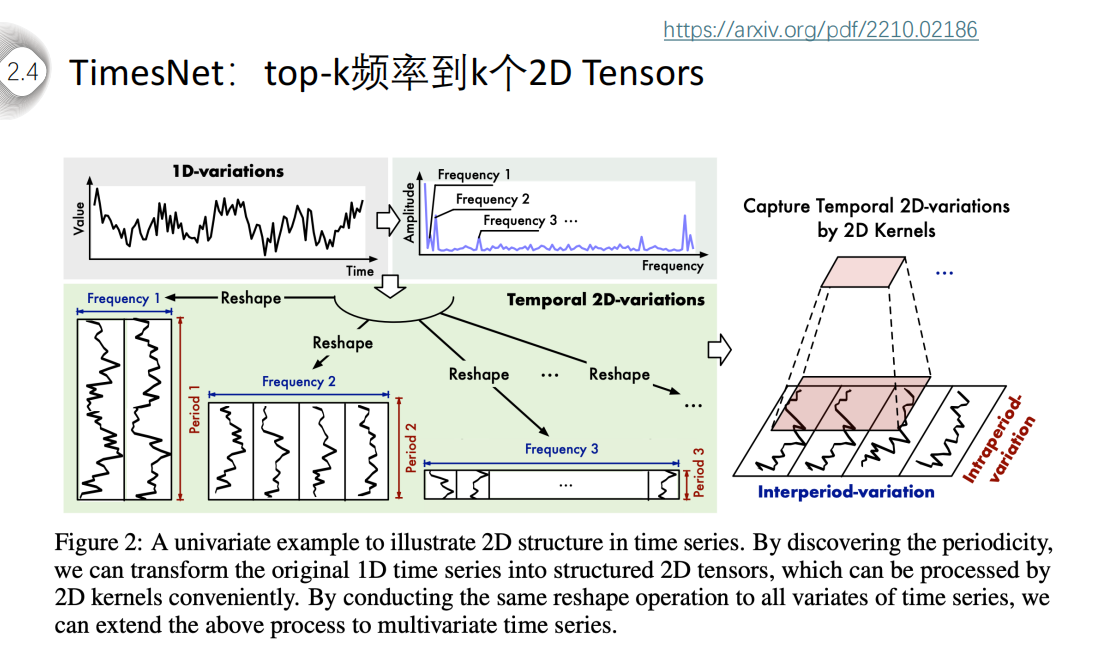 https://arxiv.org/pdf/2210.02186
2.4
TimesNet：top-k频率到k个2D Tensors
1D-variations
Value
Time
Amplitude
Frequency 1
Frequency 2
Frequency 3 ...
Frequency
Temporal 2D-variations
Frequency 1
Reshape
Period 1
Reshape
Frequency 2
Period 2
Reshape
...
Reshape
...
Frequency 3
...
Period 3
Capture Temporal 2D-variations
by 2D Kernels
...
Interperiod-variation
Intraperiod-
variation
Figure 2: A univariate example to illustrate 2D structure in time series. By discovering the periodicity,
we can transform the original 1D time series into structured 2D tensors, which can be processed by
2D kernels conveniently. By conducting the same reshape operation to all variates of time series, we
can extend the above process to multivariate time series.